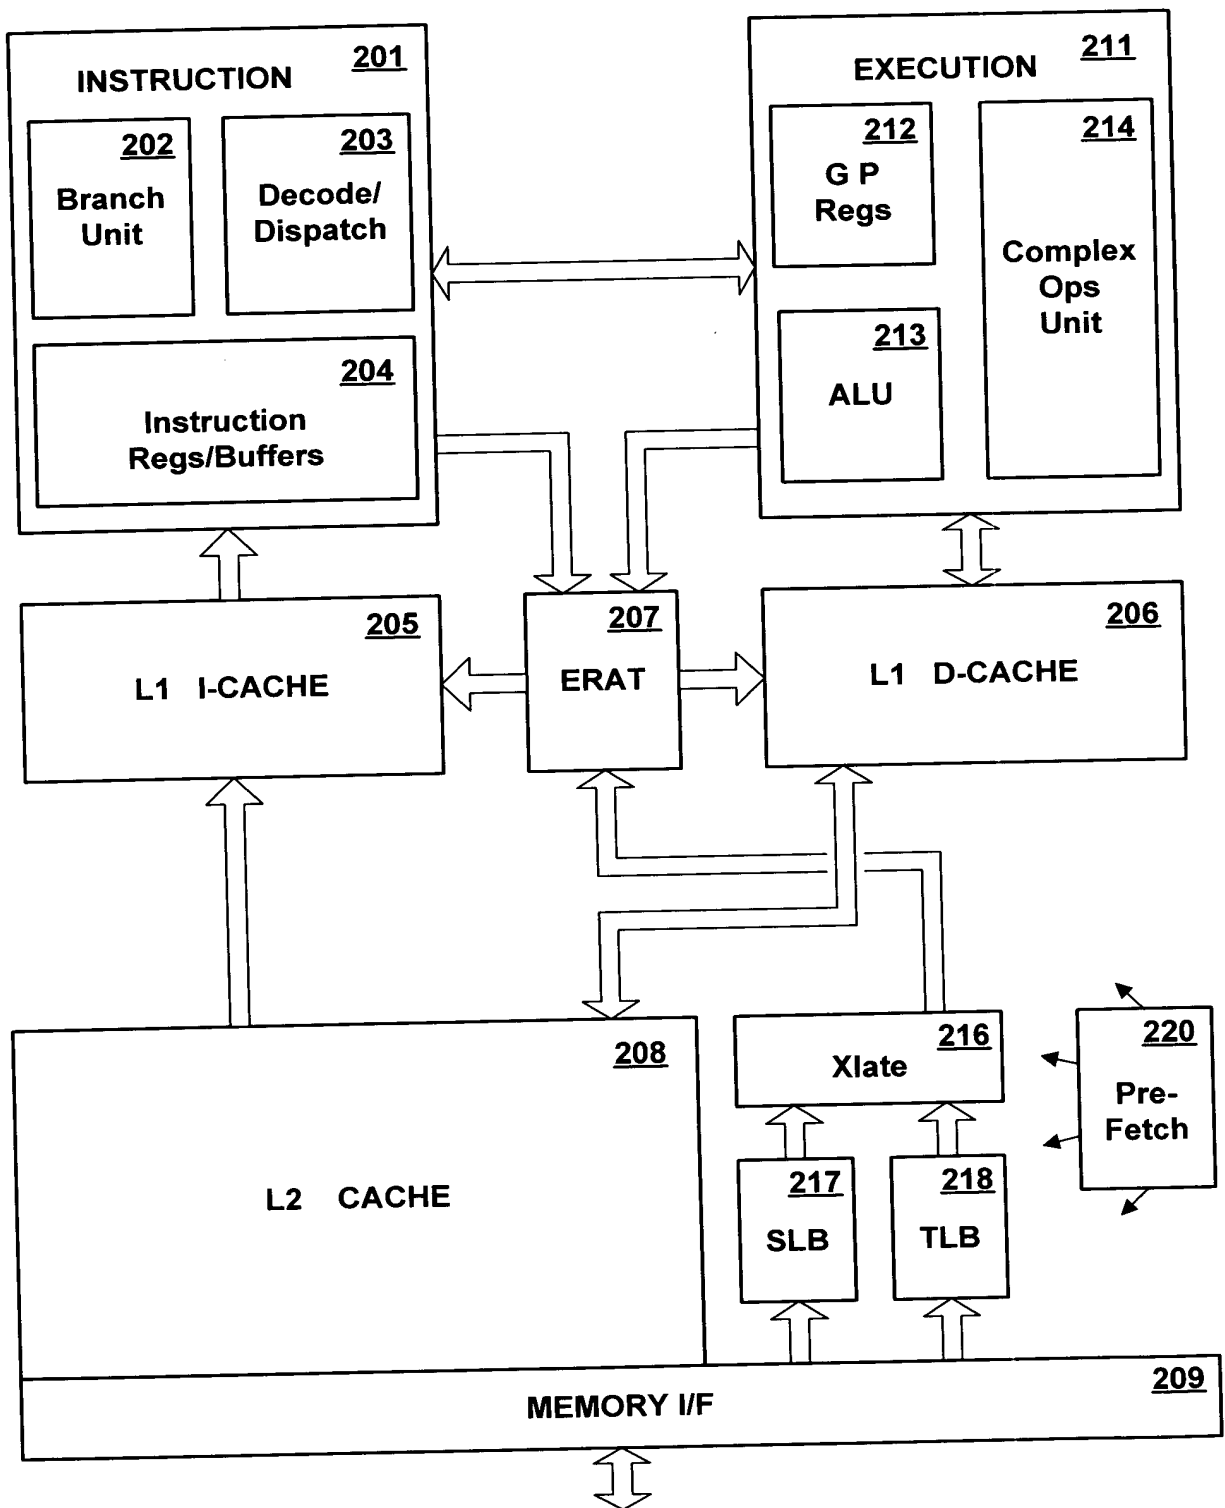 201
INSTRUCTION
202
Branch
Unit
203
Decode/
Dispatch
204
Instruction
Regs/Buffers
211
EXECUTION
212
G P
Regs
213
ALU
214
Complex
Ops
Unit
205
L1 I-CACHE
207
ERAT
206
L1 D-CACHE
208
L2 CACHE
216
Xlate
217
SLB
218
TLB
220
Pre-
Fetch
209
MEMORY I/F